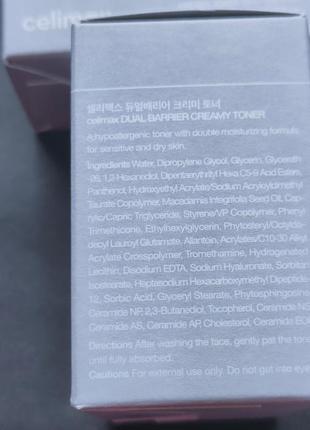 celimax
셀리맥스 듀얼배리어 크리미 토너
celimax DUAL BARRIER CREAMY TONER
A hypoallergenic toner with double moisturizing formula
for sensitive and dry skin.
Ingredients Water, Dipropylene Glycol, Glycerin, Glycereth
-26, 1,2-Hexanediol, Dipentaerythrityl Hexa C5-9 Acid Esters,
Panthenol, Hydroxyethyl Acrylate/Sodium Acryloyldimethyl
Taurate Copolymer, Macadamia Integrifolia Seed Oil, Cap-
rylic/Capric Triglyceride, Styrene/VP Copolymer, Phenyl
Trimethicone, Ethylhexylglycerin, Phytosteryl/Octyldo-
decyl Lauroyl Glutamate, Allantoin, Acrylates/C10-30 Alkyl
Acrylate Crosspolymer, Tromethamine, Hydrogenated
Lecithin, Disodium EDTA, Sodium Hyaluronate, Sorbitan
Isostearate, Heptasodium Hexacarboxymethyl Dipeptide-
12, Sorbic Acid, Glyceryl Stearate, Phytosphingosine,
Ceramide NP, 2,3-Butanediol, Tocopherol, Ceramide NS,
Ceramide AS, Ceramide AP, Cholesterol, Ceramide EOP
Directions After washing the face, gently pat the tone
until fully absorbed.
Cautions For external use only. Do not get into eyes